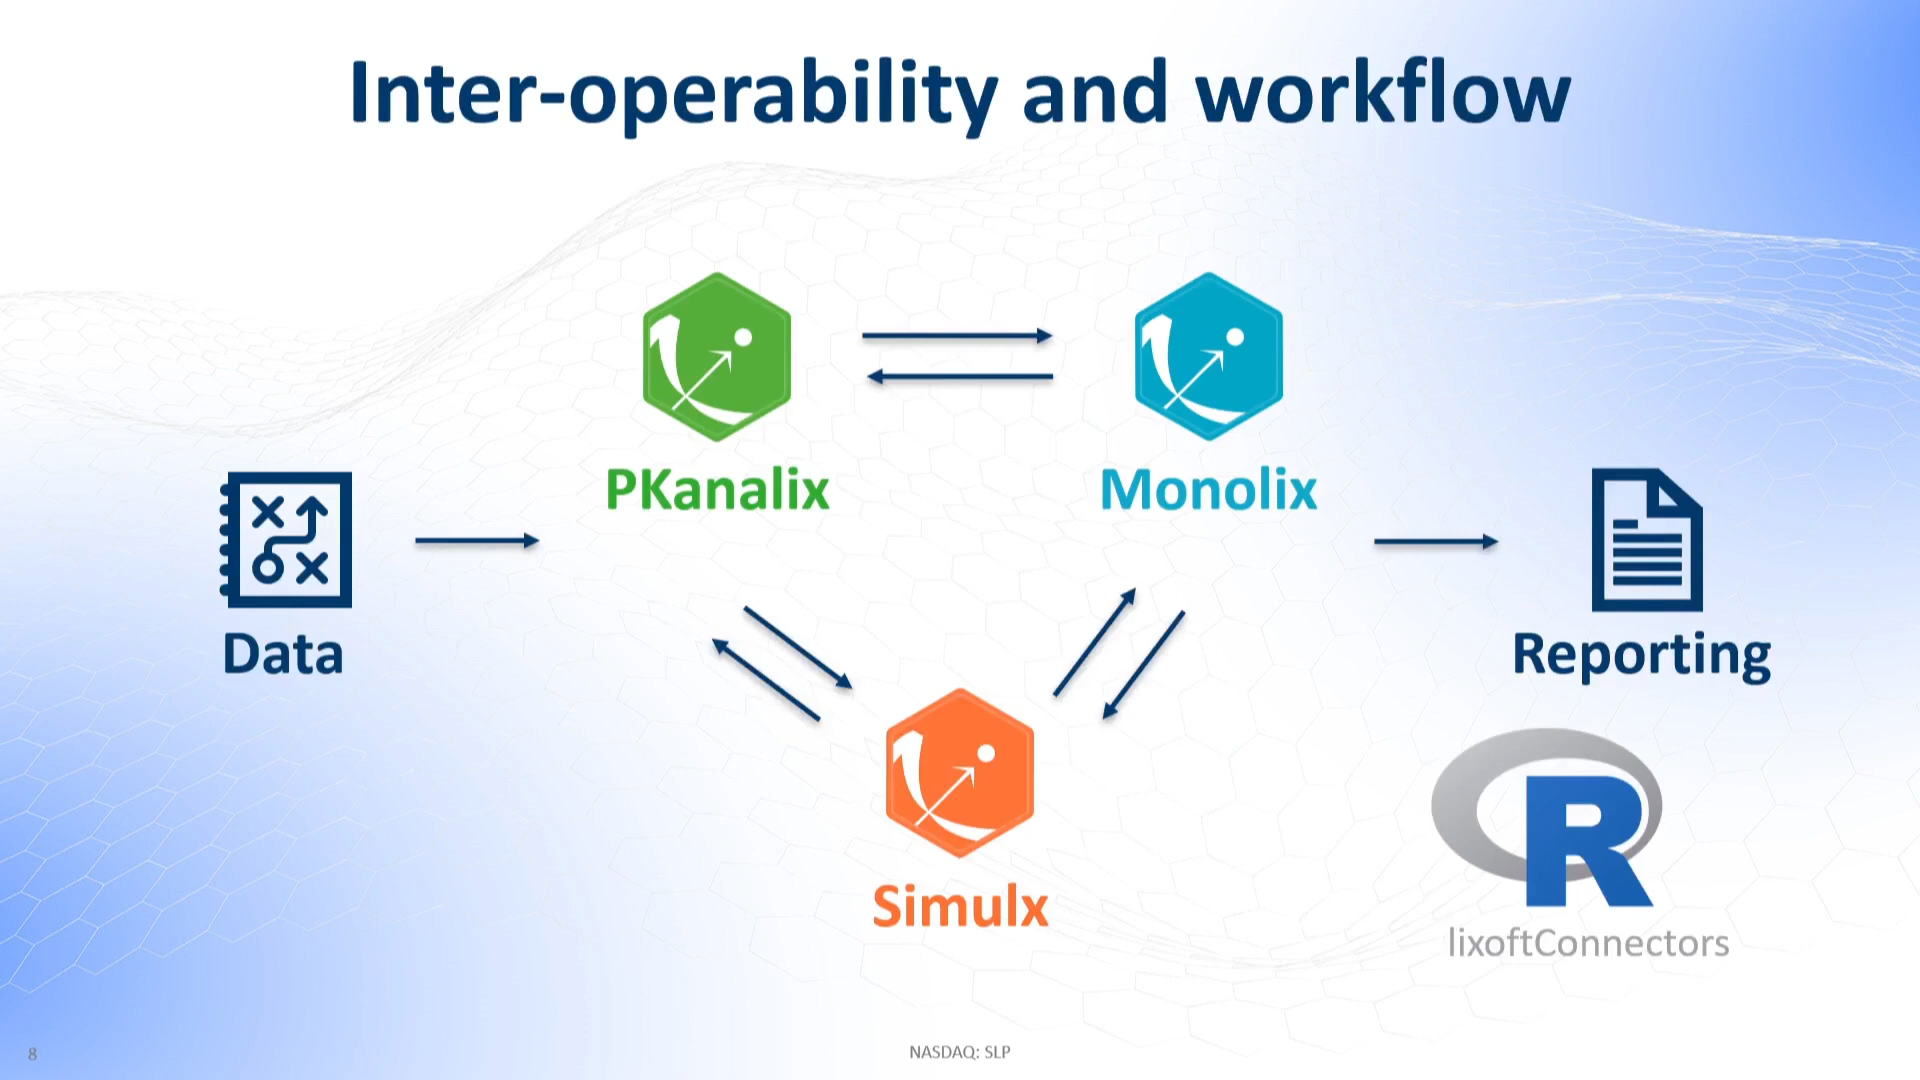 Inter-operability and workflow
PKanalix
Monolix
Data
Reporting
Simulx
R
lixoftConnectors
8
NASDAQ: SLP